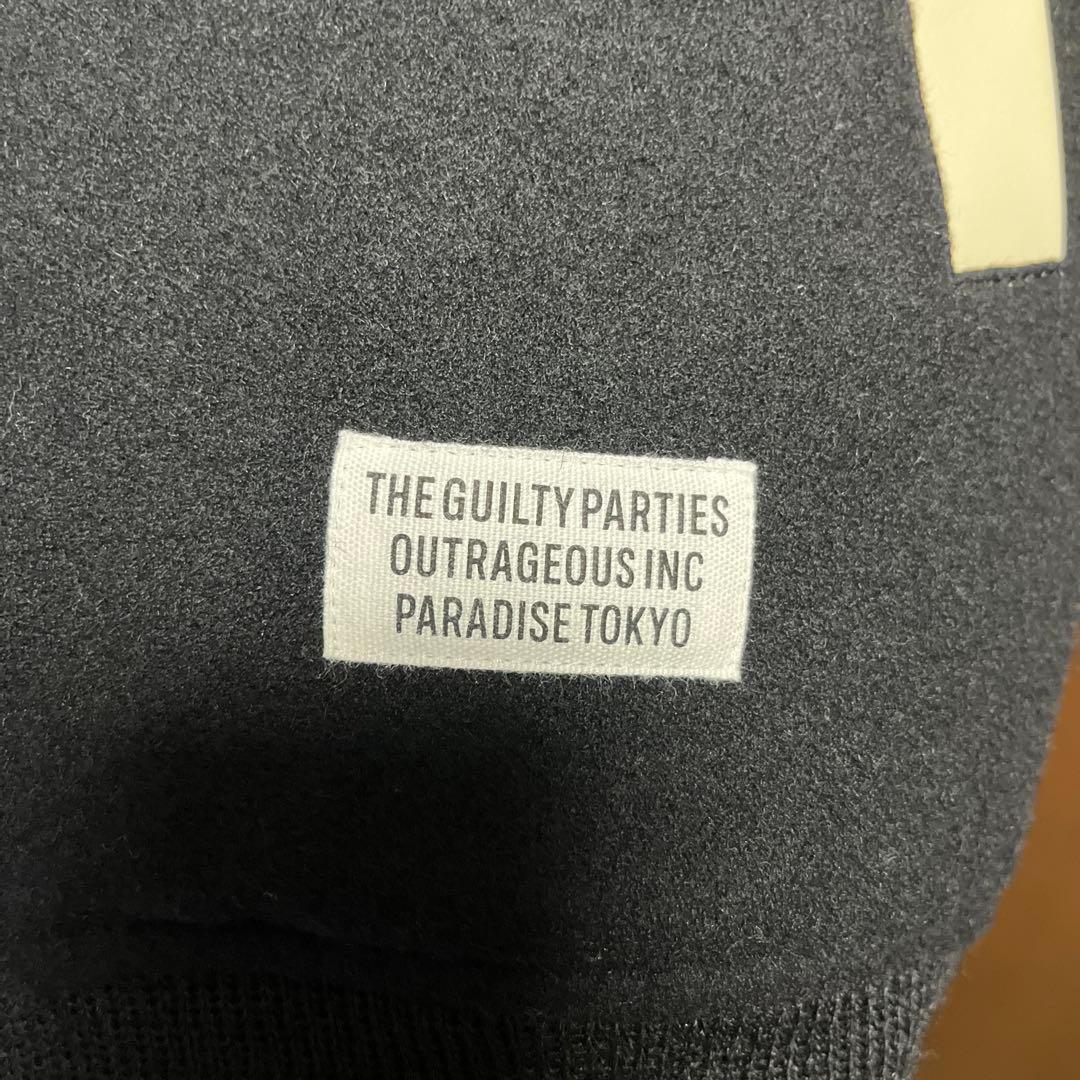 THE GUILTY PARTIES
OUTRAGEOUS INC
PARADISE TOKYO